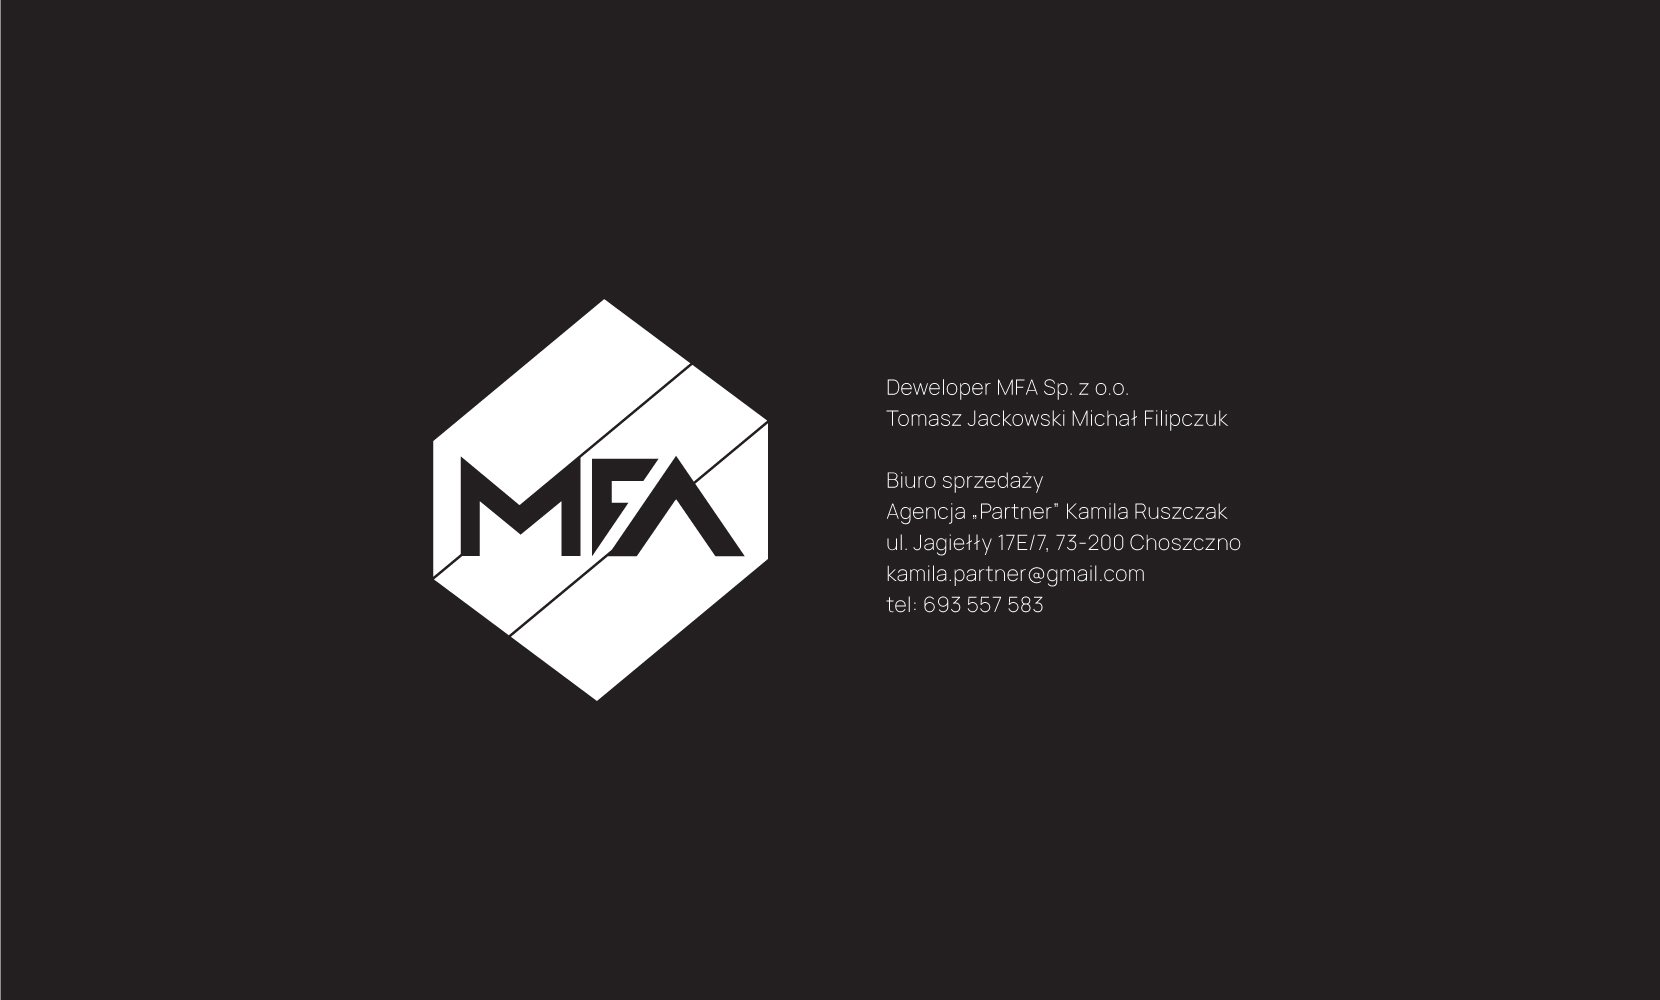 MFA
Deweloper MFA Sp. z o.o.
Tomasz Jackowski Michał Filipczuk
Biuro sprzedaży
Agencja „Partner” Kamila Ruszczak
ul. Jagiełły 17E/7, 73-200 Choszczno
kamila.partner@gmail.com
tel: 693 557 583